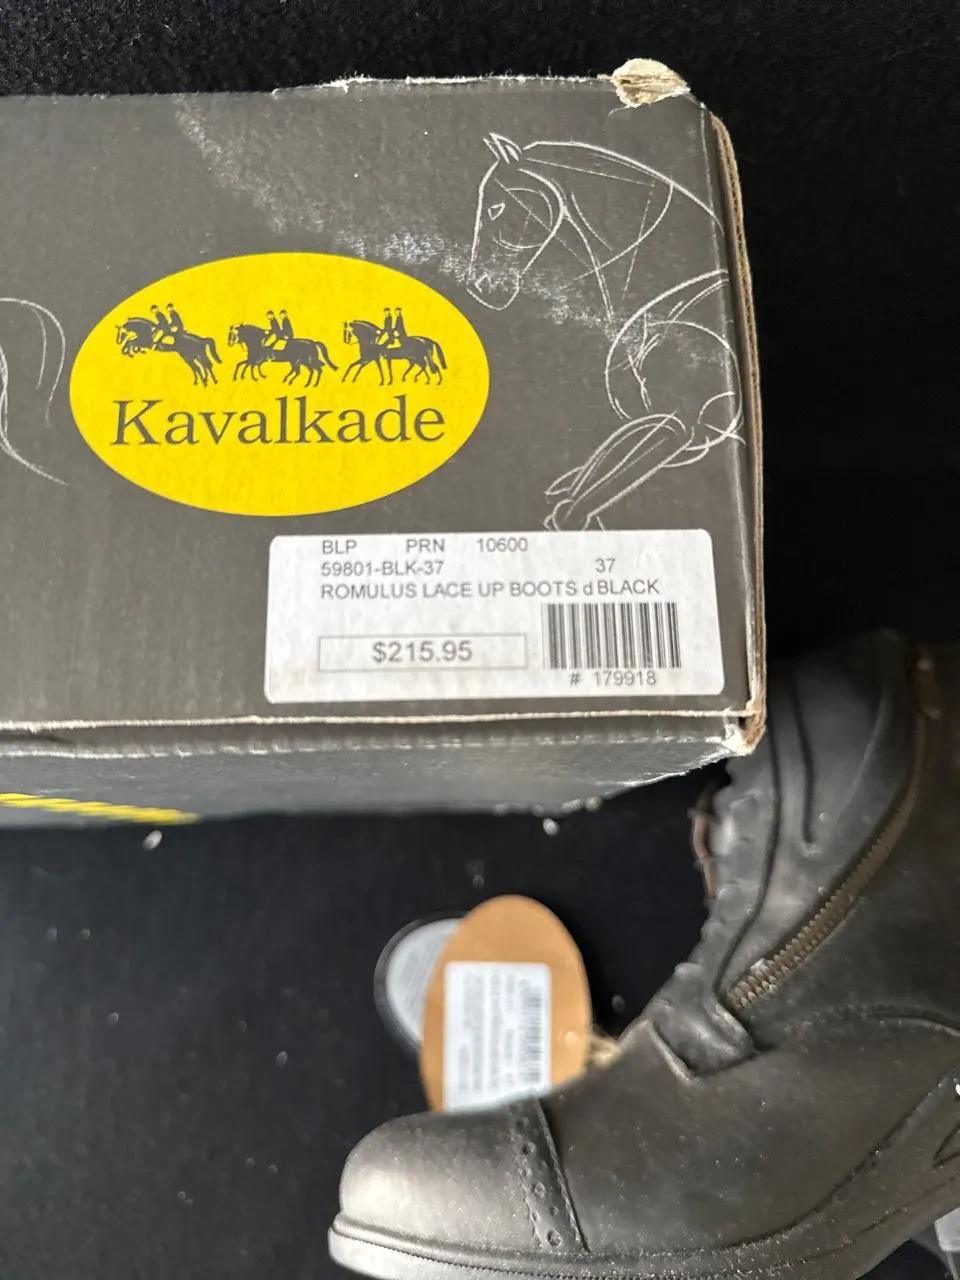 Kavalkade
BLP PRN 10600
59801-BLK-37 37
ROMULUS LACE UP BOOTS d BLACK
$215.95
# 179918